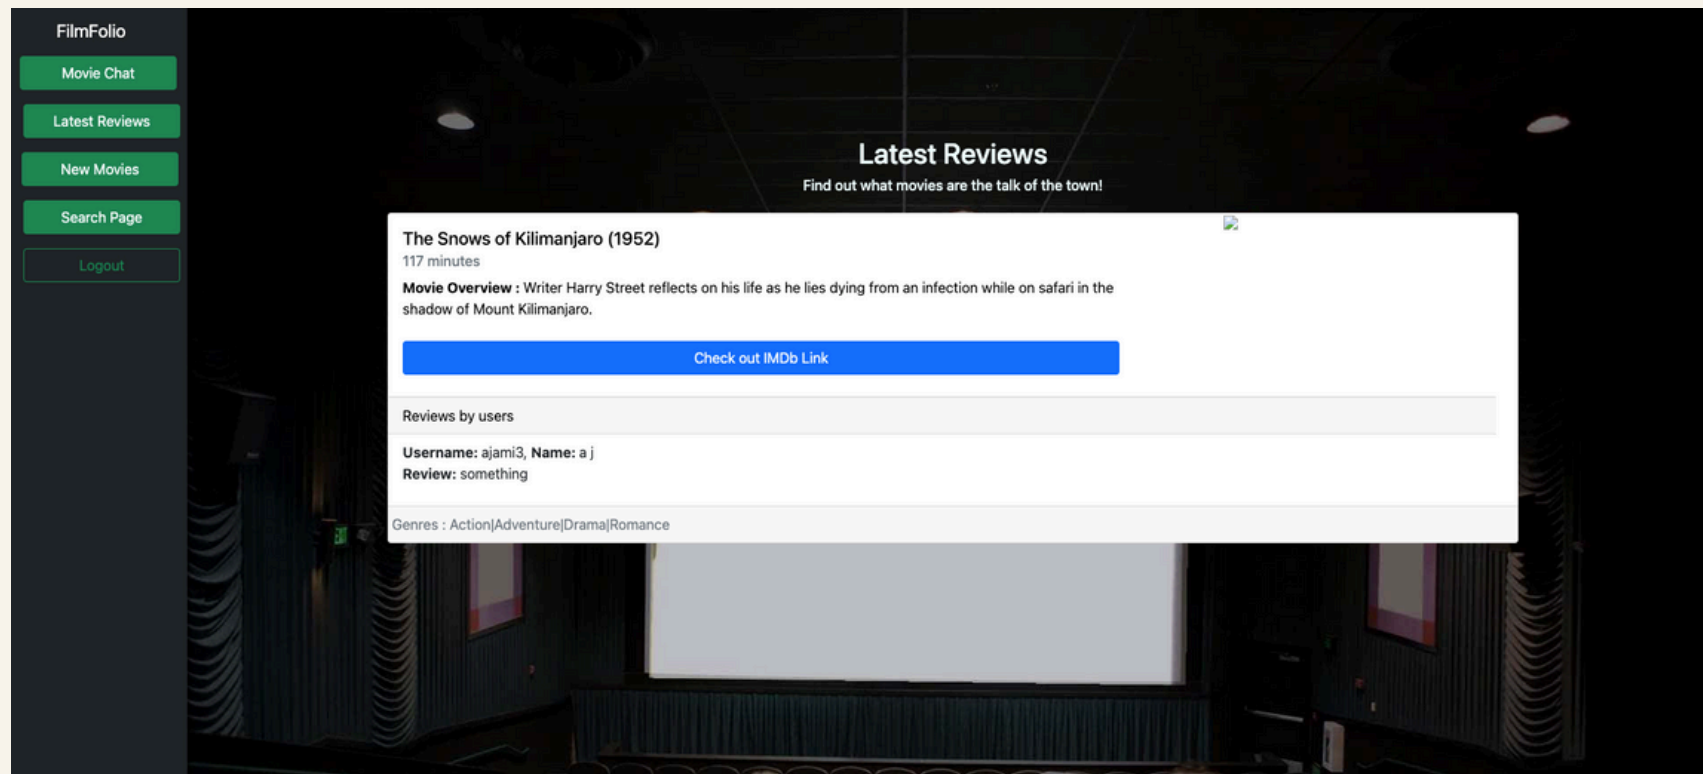 FilmFolio
Movie Chat
Latest Reviews
New Movies
Search Page
Logout
Latest Reviews
Find out what movies are the talk of the town!
The Snows of Kilimanjaro (1952)
117 minutes
Movie Overview : Writer Harry Street reflects on his life as he lies dying from an infection while on safari in the
shadow of Mount Kilimanjaro.
Check out IMDb Link
Reviews by users
Username: ajami3, Name: a j
Review: something
Genres : Action|Adventure|Drama|Romance